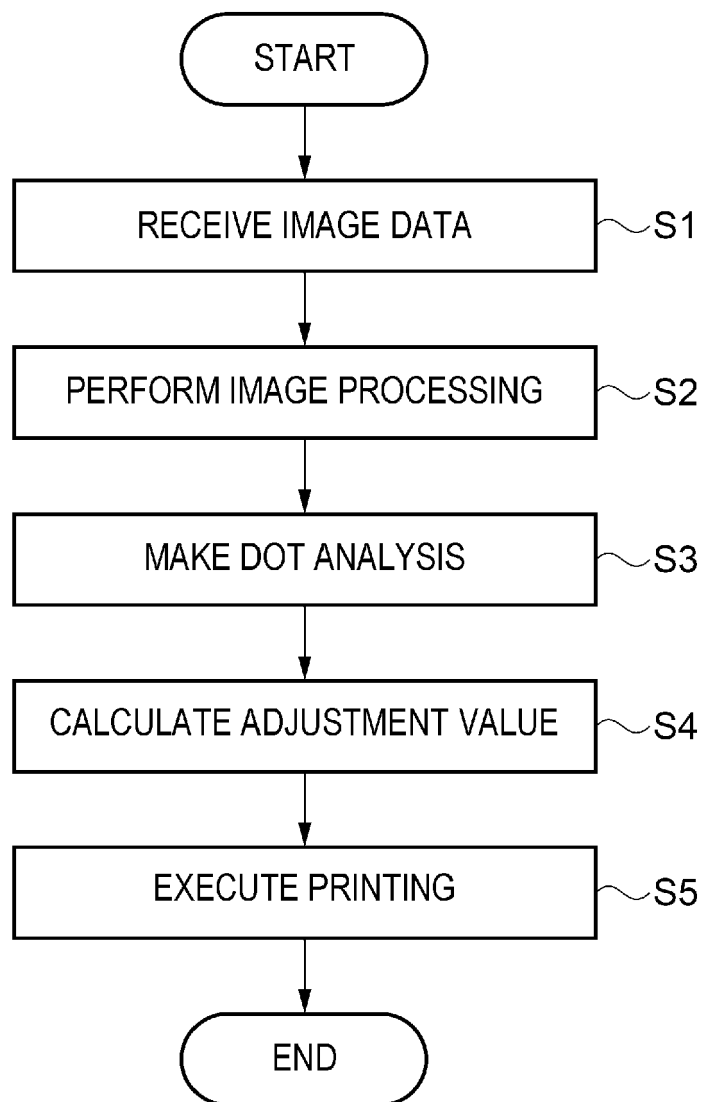 START
RECEIVE IMAGE DATA
S1
PERFORM IMAGE PROCESSING
S2
MAKE DOT ANALYSIS
S3
CALCULATE ADJUSTMENT VALUE
S4
EXECUTE PRINTING
S5
END